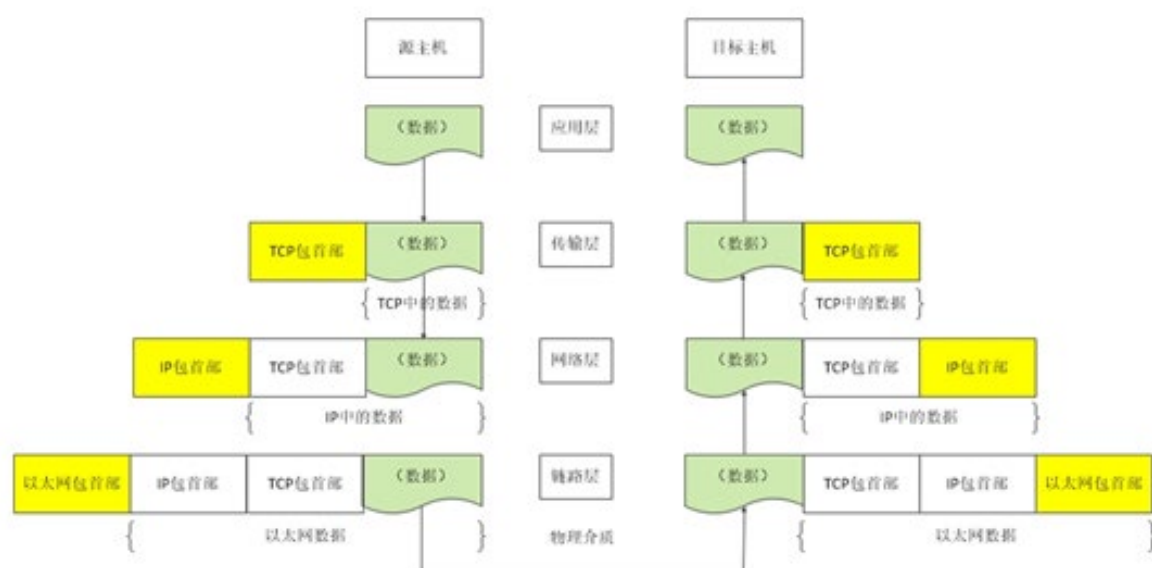 源主机
目标主机
(数据)
应用层
(数据)
TCP包首部
(数据)
传输层
(数据)
TCP包首部
TCP中的数据
TCP中的数据
IP包首部
TCP包首部
(数据)
网络层
(数据)
TCP包首部
IP包首部
IP中的数据
IP中的数据
以太网包首部
IP包首部
TCP包首部
(数据)
链路层
(数据)
TCP包首部
IP包首部
以太网包首部
以太网数据
物理介质
以太网数据